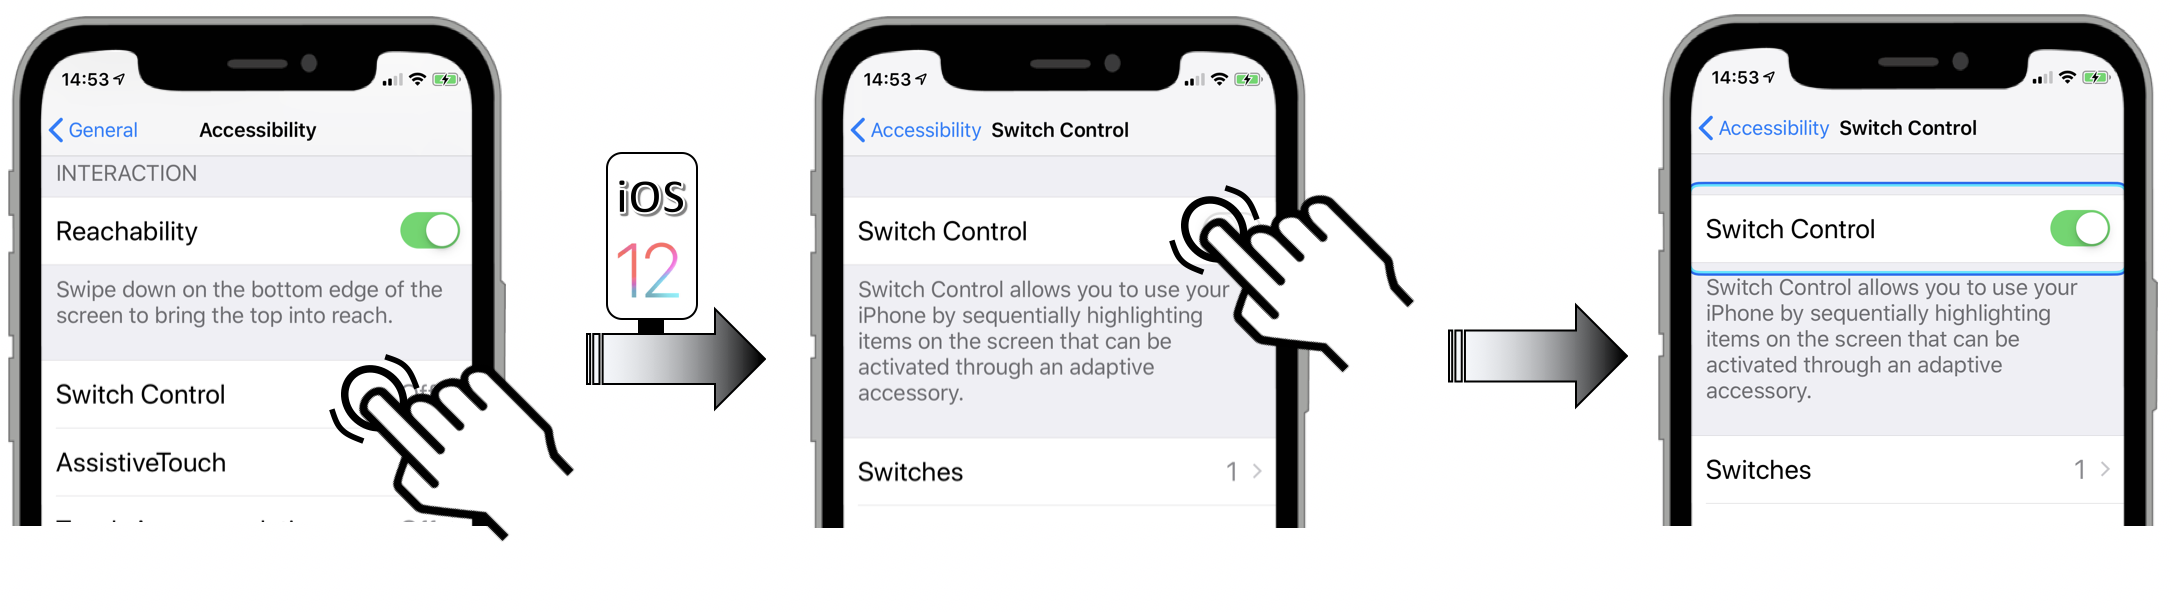 14:53
General
Accessibility
INTERACTION
Reachability
Swipe down on the bottom edge of the
screen to bring the top into reach.
Switch Control
AssistiveTouch
iOS
12
14:53
Accessibility
Switch Control
Switch Control
Switch Control allows you to use your
iPhone by sequentially highlighting
items on the screen that can be
activated through an adaptive
accessory.
Switches 1
14:53
Accessibility
Switch Control
Switch Control
Switch Control allows you to use your
iPhone by sequentially highlighting
items on the screen that can be
activated through an adaptive
accessory.
Switches 1